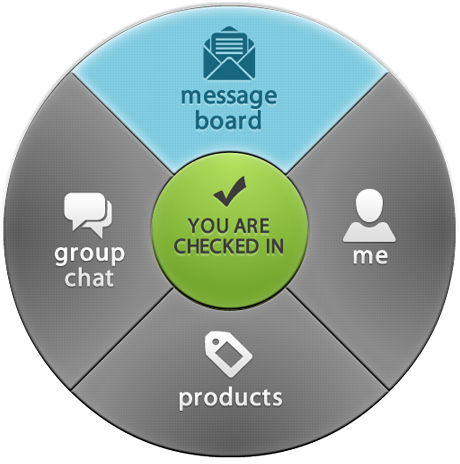 message
board
YOU ARE
CHECKED IN
group
chat
me
products